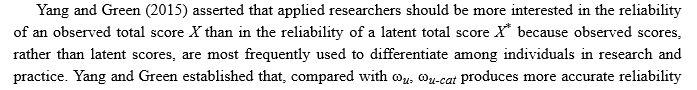 Yang and Green (2015) asserted that applied researchers should be more interested in the reliability
of an observed total score X than in the reliability of a latent total score X* because observed scores,
rather than latent scores, are most frequently used to differentiate among individuals in research and
practice. Yang and Green established that, compared with ωu, ωu-cat produces more accurate reliability